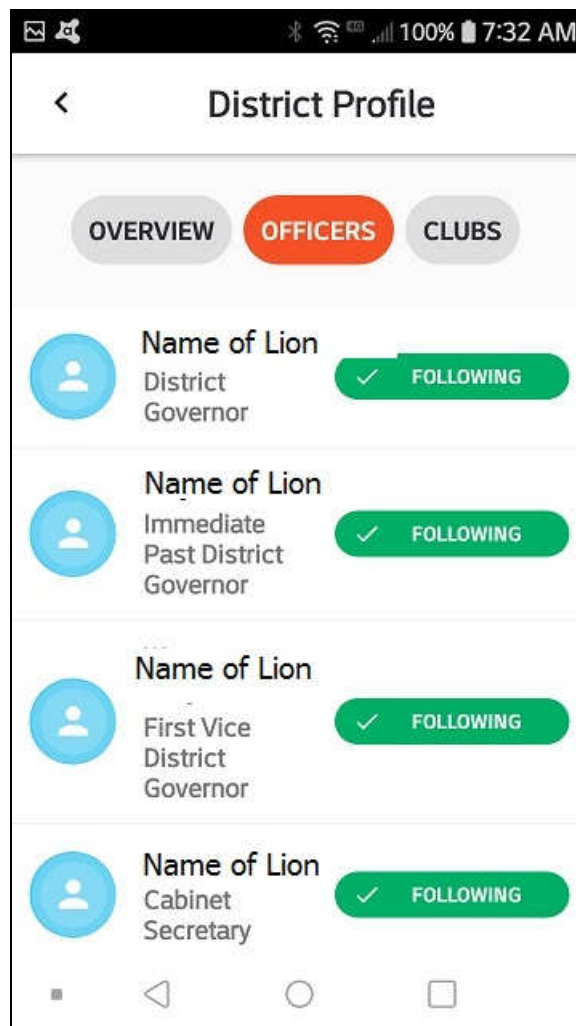 100% 7:32 AM
District Profile
OVERVIEW OFFICERS CLUBS
Name of Lion
District
Governor
FOLLOWING
Name of Lion
Immediate
Past District
Governor
FOLLOWING
Name of Lion
First Vice
District
Governor
FOLLOWING
Name of Lion
Cabinet
Secretary
FOLLOWING